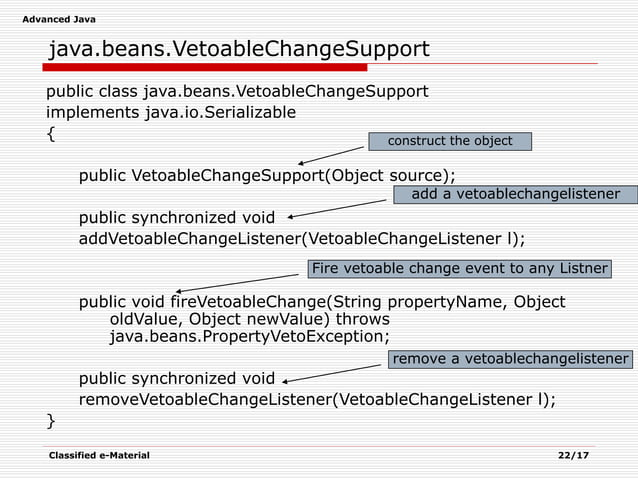 Advanced Java
java.beans.VetoableChangeSupport
public class java.beans.VetoableChangeSupport
implements java.io.Serializable
{
construct the object
public VetoableChangeSupport(Object source);
add a vetoablechangelistener
public synchronized void
addVetoableChangeListener(VetoableChangeListener l);
Fire vetoable change event to any Listner
public void fireVetoableChange(String propertyName, Object
oldValue, Object newValue) throws
java.beans.PropertyVetoException;
remove a vetoablechangelistener
public synchronized void
removeVetoableChangeListener(VetoableChangeListener l);
}
Classified e-Material
22/17